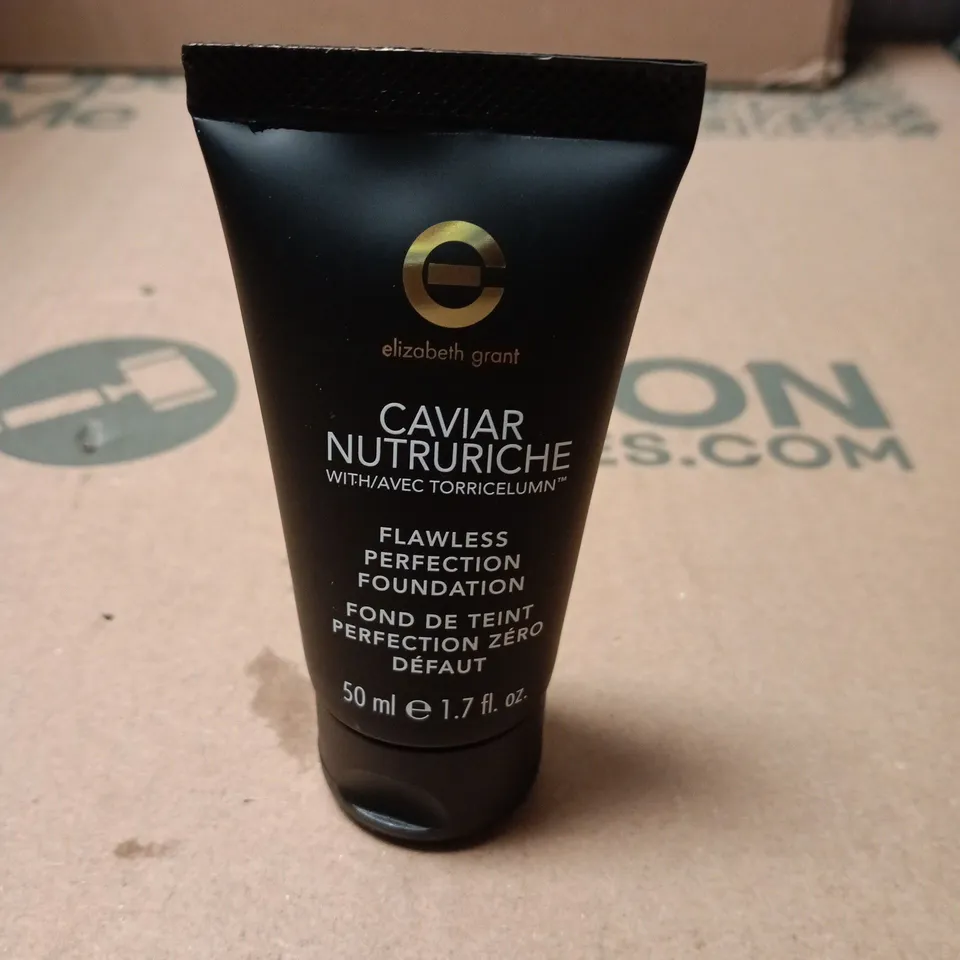 Me
elizabeth grant
CAVIAR
NUTRURICHE
WITH/AVEC TORRICELUMN™
FLAWLESS
PERFECTION
FOUNDATION
FOND DE TEINT
PERFECTION ZÉRO
DÉFAUT
50 ml e 1.7 fl. oz.
ON
ES.COM